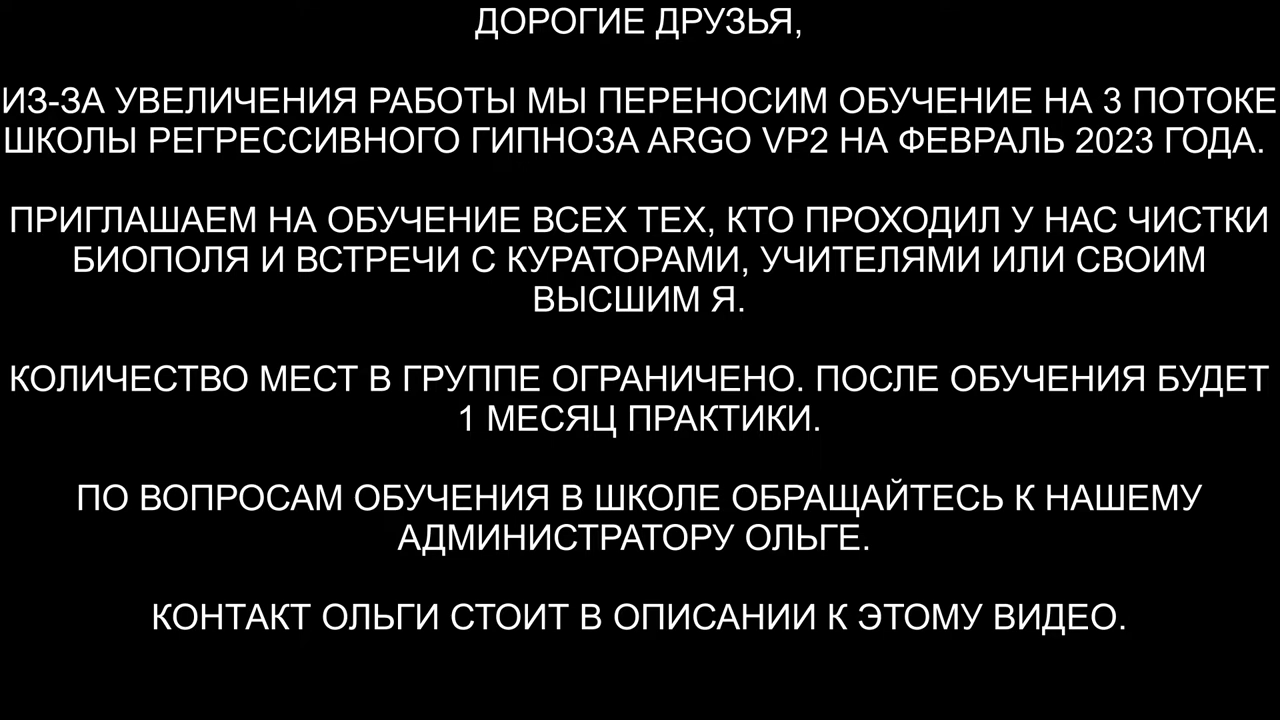 ДОРОГИЕ ДРУЗЬЯ,
ИЗ-ЗА УВЕЛИЧЕНИЯ РАБОТЫ МЫ ПЕРЕНОСИМ ОБУЧЕНИЕ НА 3 ПОТОКЕ
ШКОЛЫ РЕГРЕССИВНОГО ГИПНОЗА ARGO VP2 НА ФЕВРАЛЬ 2023 ГОДА.
ПРИГЛАШАЕМ НА ОБУЧЕНИЕ ВСЕХ ТЕХ, КТО ПРОХОДИЛ У НАС ЧИСТКИ
БИОПОЛЯ И ВСТРЕЧИ С КУРАТОРАМИ, УЧИТЕЛЯМИ ИЛИ СВОИМ
ВЫСШИМ Я.
КОЛИЧЕСТВО МЕСТ В ГРУППЕ ОГРАНИЧЕНО. ПОСЛЕ ОБУЧЕНИЯ БУДЕТ
1 МЕСЯЦ ПРАКТИКИ.
ПО ВОПРОСАМ ОБУЧЕНИЯ В ШКОЛЕ ОБРАЩАЙТЕСЬ К НАШЕМУ
АДМИНИСТРАТОРУ ОЛЬГЕ.
КОНТАКТ ОЛЬГИ СТОИТ В ОПИСАНИИ К ЭТОМУ ВИДЕО.